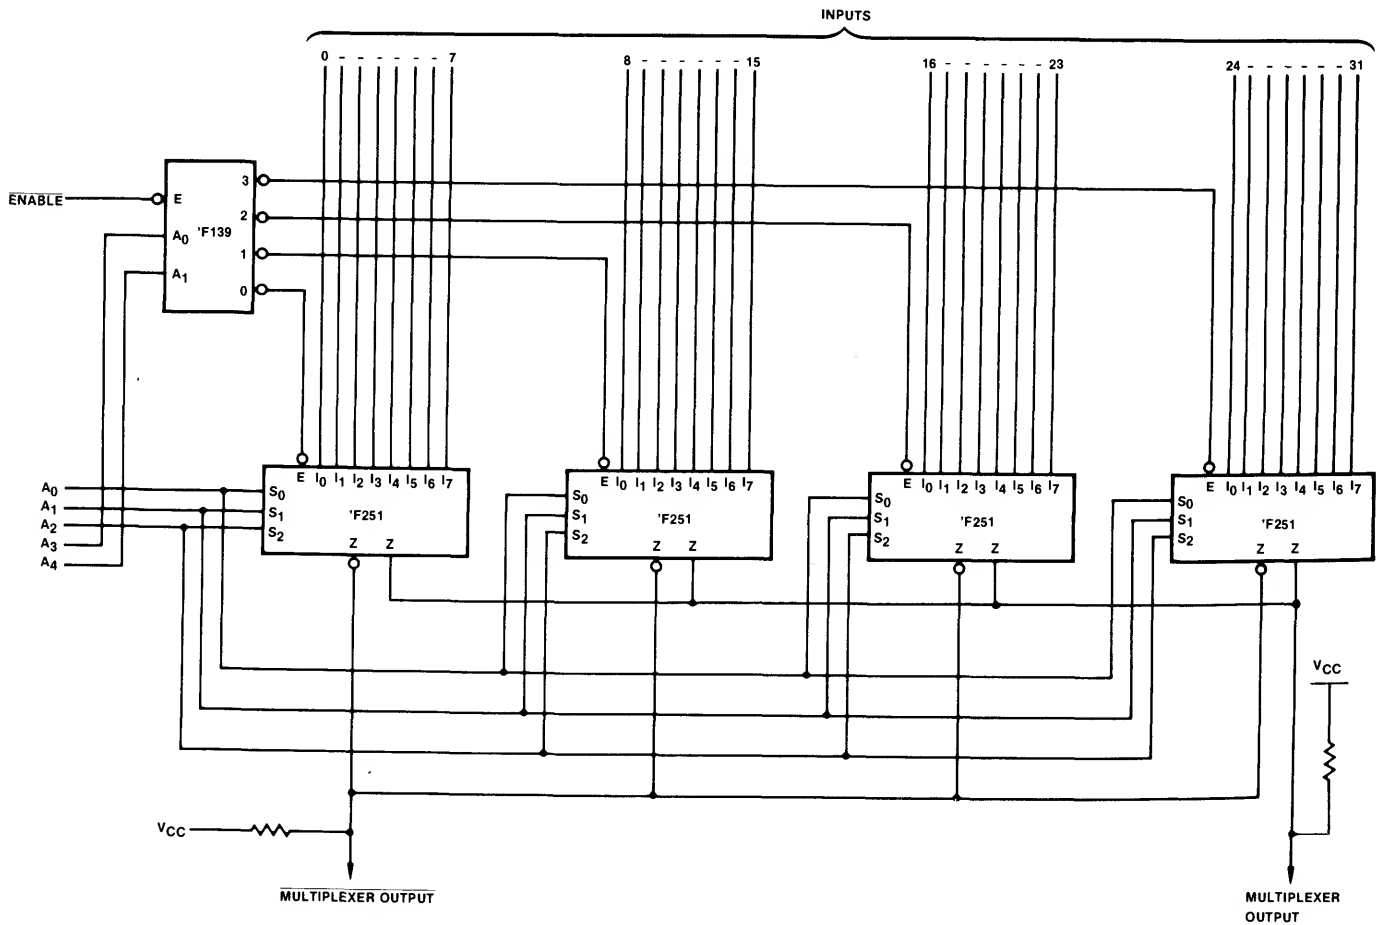 INPUTS
0 - - - - - - 7
8 - - - - - - 15
16 - - - - - - 23
24 - - - - - - 31
ENABLE
E
A0
A1
'F139
3
2
1
0
A0
A1
A2
A3
A4
E I0 I1 I2 I3 I4 I5 I6 I7
S0
S1
S2
'F251
Z Z
E I0 I1 I2 I3 I4 I5 I6 I7
S0
S1
S2
'F251
Z Z
E I0 I1 I2 I3 I4 I5 I6 I7
S0
S1
S2
'F251
Z Z
E I0 I1 I2 I3 I4 I5 I6 I7
S0
S1
S2
'F251
Z Z
VCC
VCC
MULTIPLEXER OUTPUT
MULTIPLEXER
OUTPUT